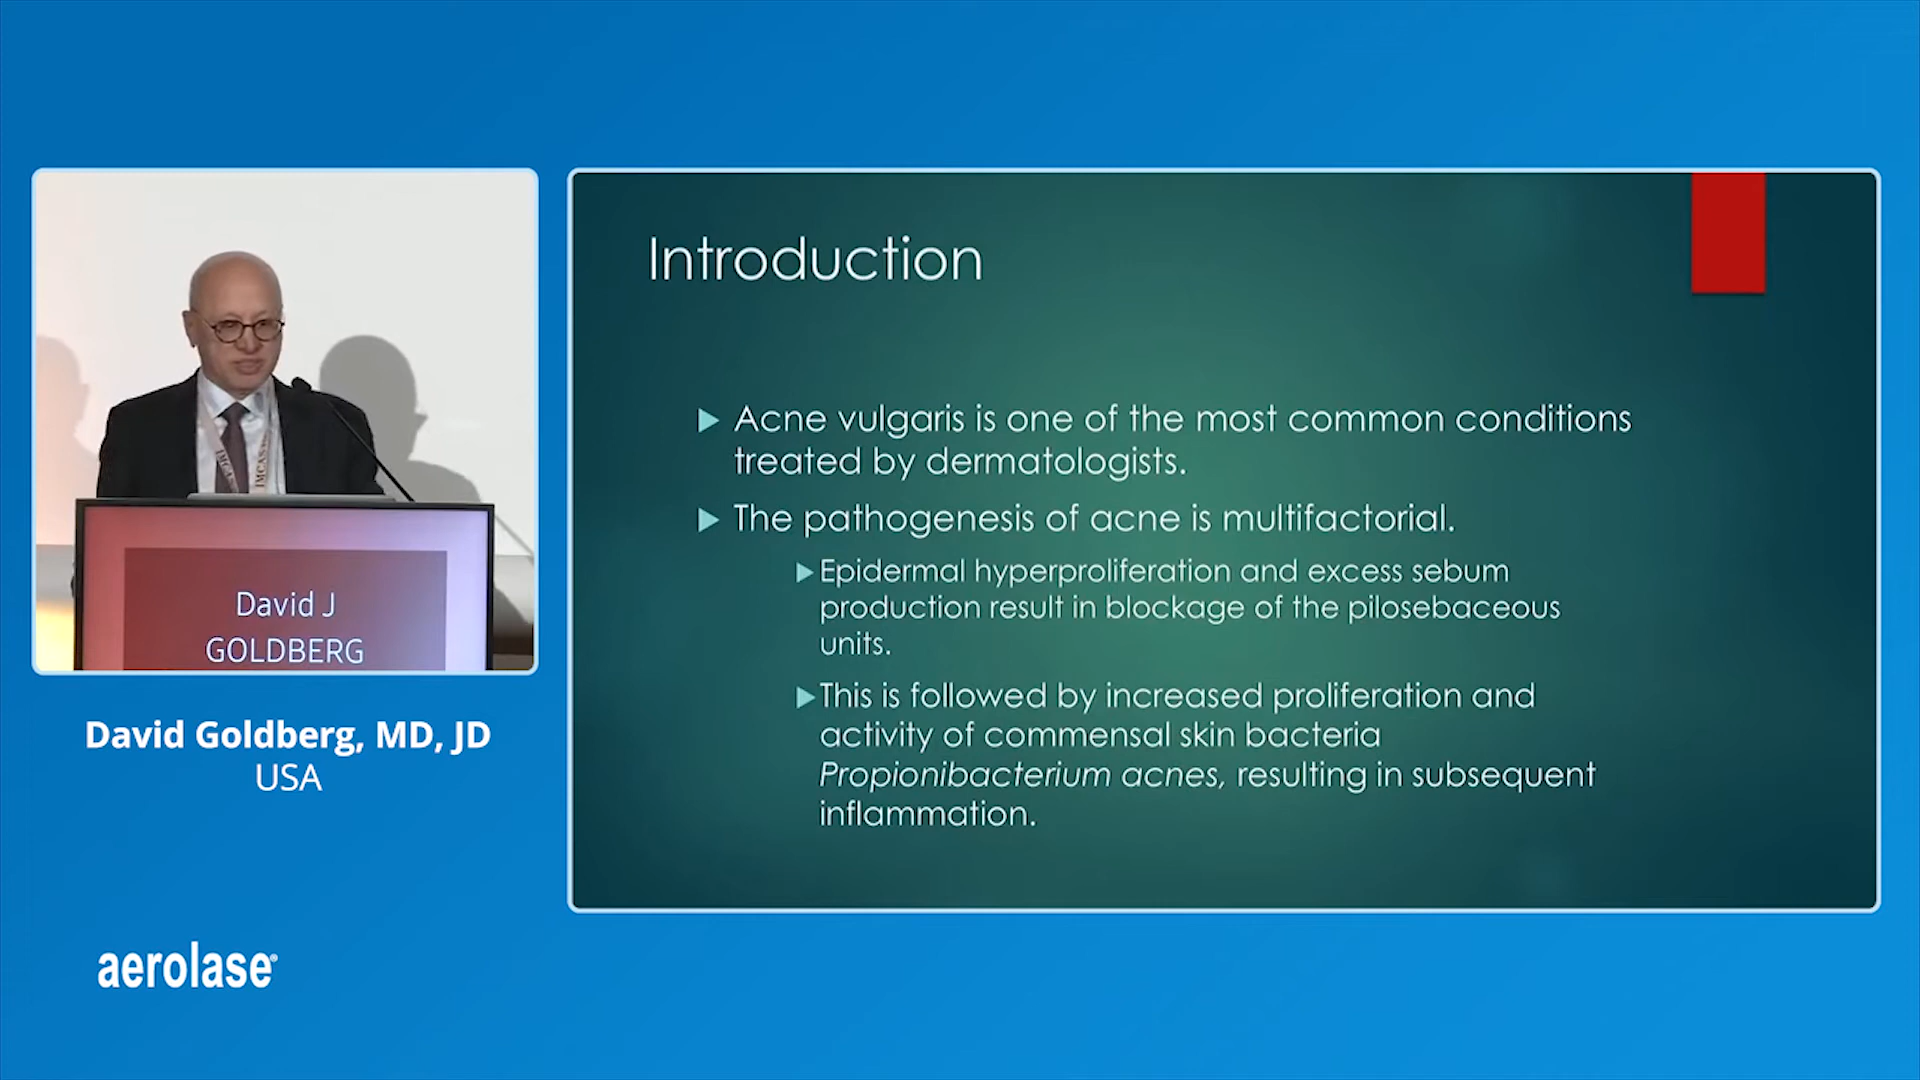 Introduction
Acne vulgaris is one of the most common conditions
treated by dermatologists.
The pathogenesis of acne is multifactorial.
Epidermal hyperproliferation and excess sebum
production result in blockage of the pilosebaceous
units.
This is followed by increased proliferation and
activity of commensal skin bacteria
Propionibacterium acnes, resulting in subsequent
inflammation.
IMCAS
David J
GOLDBERG
David Goldberg, MD, JD
USA
aerolase®